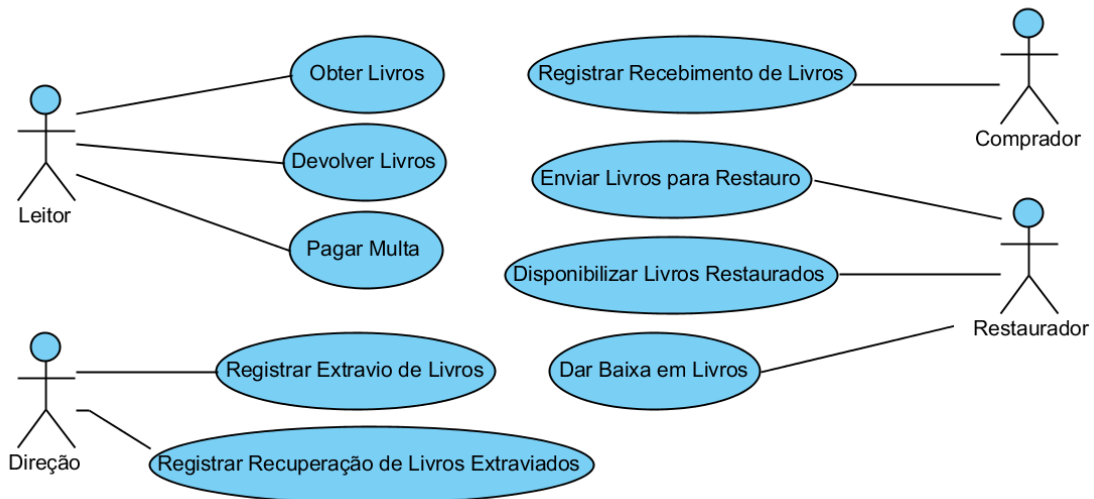 Obter Livros
Registrar Recebimento de Livros
Comprador
Devolver Livros
Enviar Livros para Restauro
Leitor
Pagar Multa
Disponibilizar Livros Restaurados
Restaurador
Registrar Extravio de Livros
Dar Baixa em Livros
Direção
Registrar Recuperação de Livros Extraviados